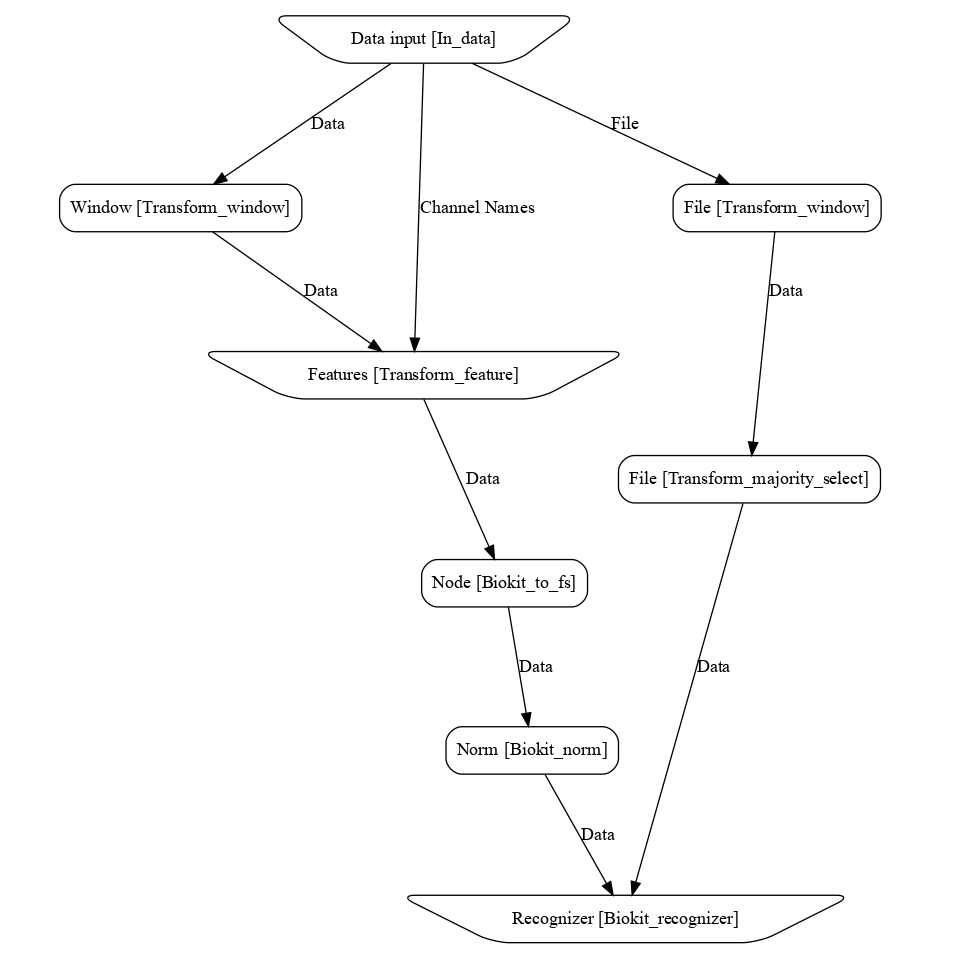 Data input [In_data]
Data
File
Window [Transform_window]
Channel Names
File [Transform_window]
Data
Data
Features [Transform_feature]
Data
File [Transform_majority_select]
Node [Biokit_to_fs]
Data
Data
Norm [Biokit_norm]
Data
Recognizer [Biokit_recognizer]